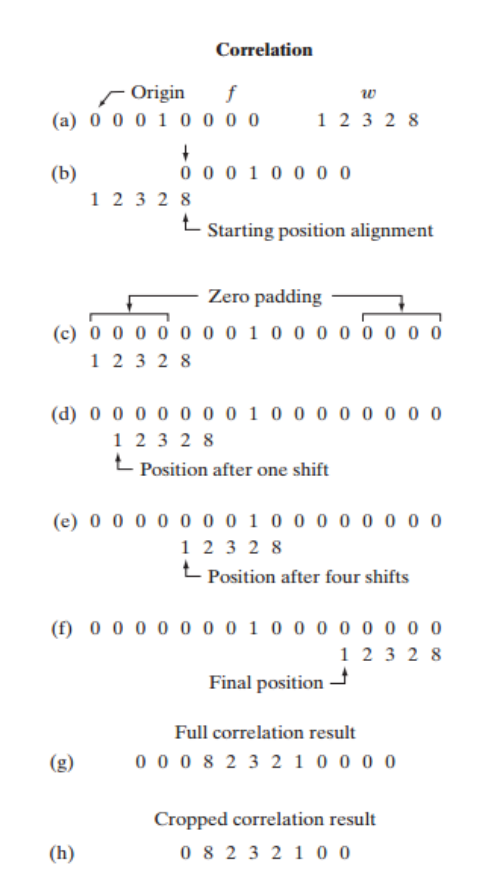 Correlation
Origin f w
(a) 0 0 0 1 0 0 0 0 1 2 3 2 8
(b) 0 0 0 1 0 0 0 0
1 2 3 2 8
Starting position alignment
Zero padding
(c) 0 0 0 0 0 0 0 1 0 0 0 0 0 0 0 0
1 2 3 2 8
(d) 0 0 0 0 0 0 0 1 0 0 0 0 0 0 0 0
1 2 3 2 8
Position after one shift
(e) 0 0 0 0 0 0 0 1 0 0 0 0 0 0 0 0
1 2 3 2 8
Position after four shifts
(f) 0 0 0 0 0 0 0 1 0 0 0 0 0 0 0 0
1 2 3 2 8
Final position
Full correlation result
(g) 0 0 0 8 2 3 2 1 0 0 0 0
Cropped correlation result
(h) 0 8 2 3 2 1 0 0